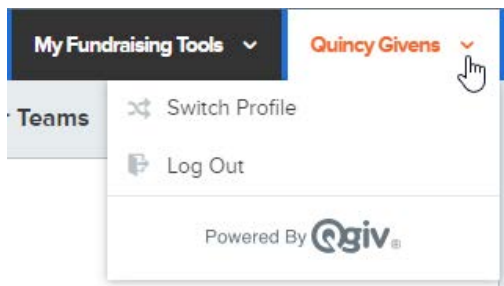 My Fundraising Tools
Quincy Givens
Teams
Switch Profile
Log Out
Powered By Qgiv®